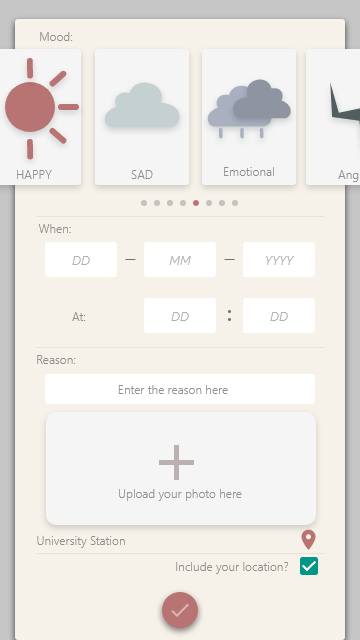 Mood:
HAPPY
SAD
Emotional
Ang
When:
DD – MM – YYYY
At:
DD : DD
Reason:
Enter the reason here
Upload your photo here
University Station
Include your location?